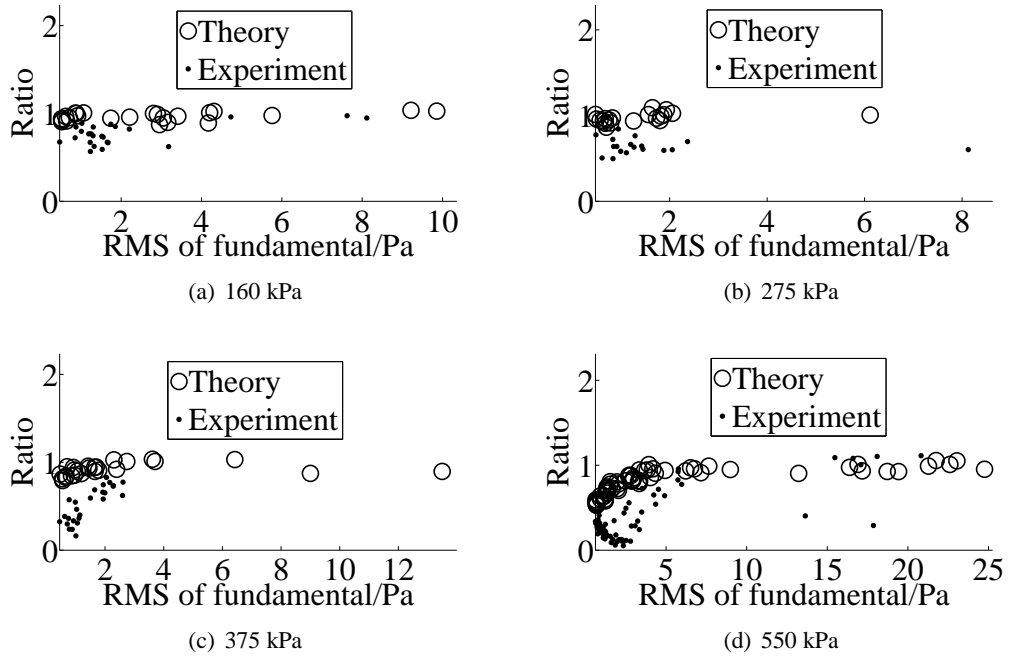 2
Theory
Experiment
1
Ratio
0
2 4 6 8 10
RMS of fundamental/Pa
(a) 160 kPa
2
Theory
Experiment
1
Ratio
0
2 4 6 8
RMS of fundamental/Pa
(b) 275 kPa
2
Theory
Experiment
1
Ratio
0
2 4 6 8 10 12
RMS of fundamental/Pa
(c) 375 kPa
2
Theory
Experiment
1
Ratio
0
5 10 15 20 25
RMS of fundamental/Pa
(d) 550 kPa